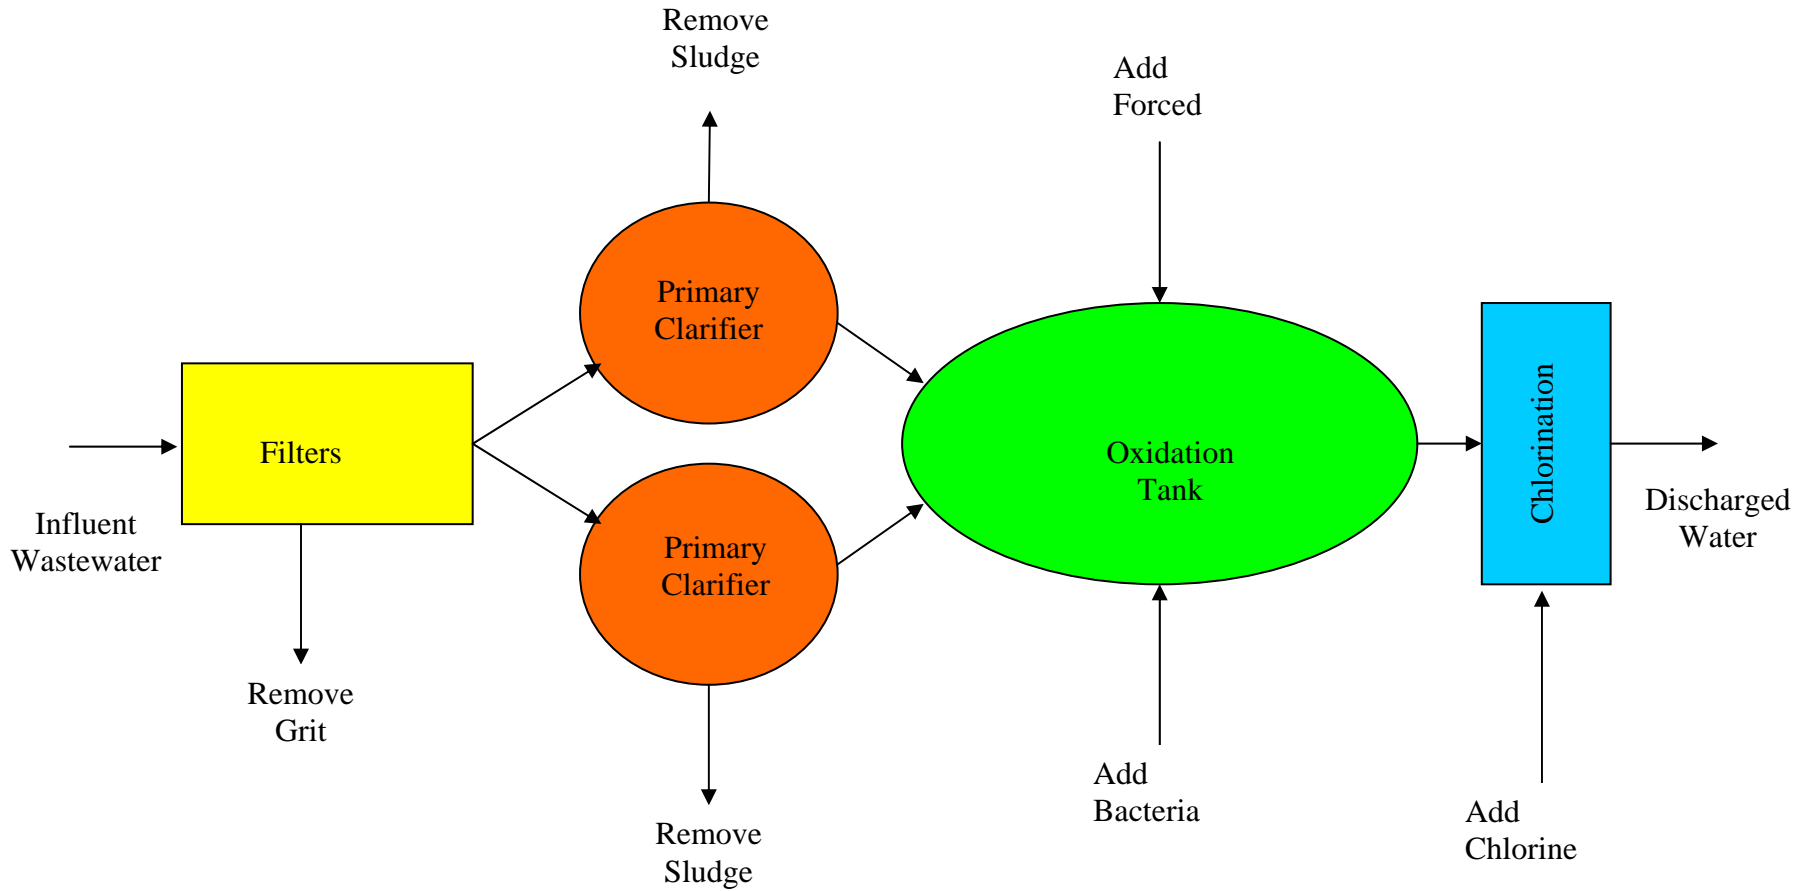 Remove
Sludge
Add
Forced
Primary
Clarifier
Filters
Influent
Wastewater
Remove
Grit
Primary
Clarifier
Remove
Sludge
Oxidation
Tank
Add
Bacteria
Chlorination
Add
Chlorine
Discharged
Water